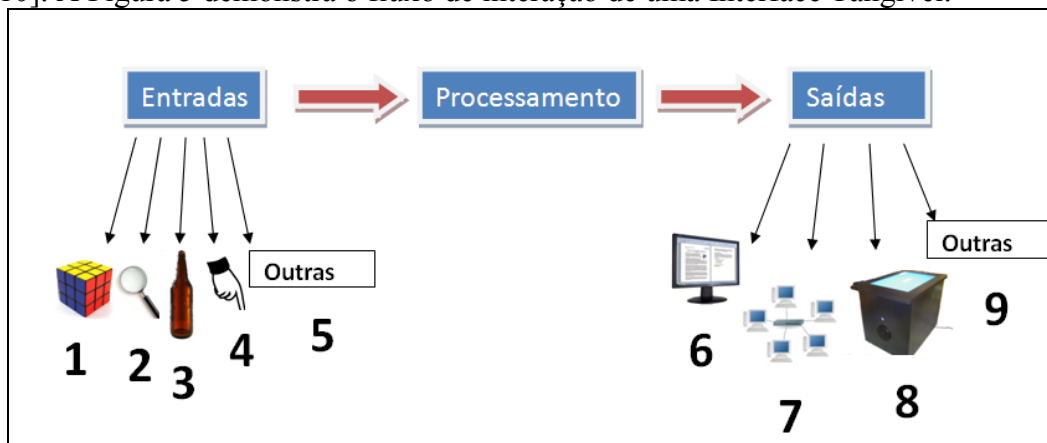 10]. A Figura 3 demonstra o fluxo de interação de uma Interface Tangível.
Entradas
Processamento
Saídas
Outras
Outras
1
2
3
4
5
6
7
8
9